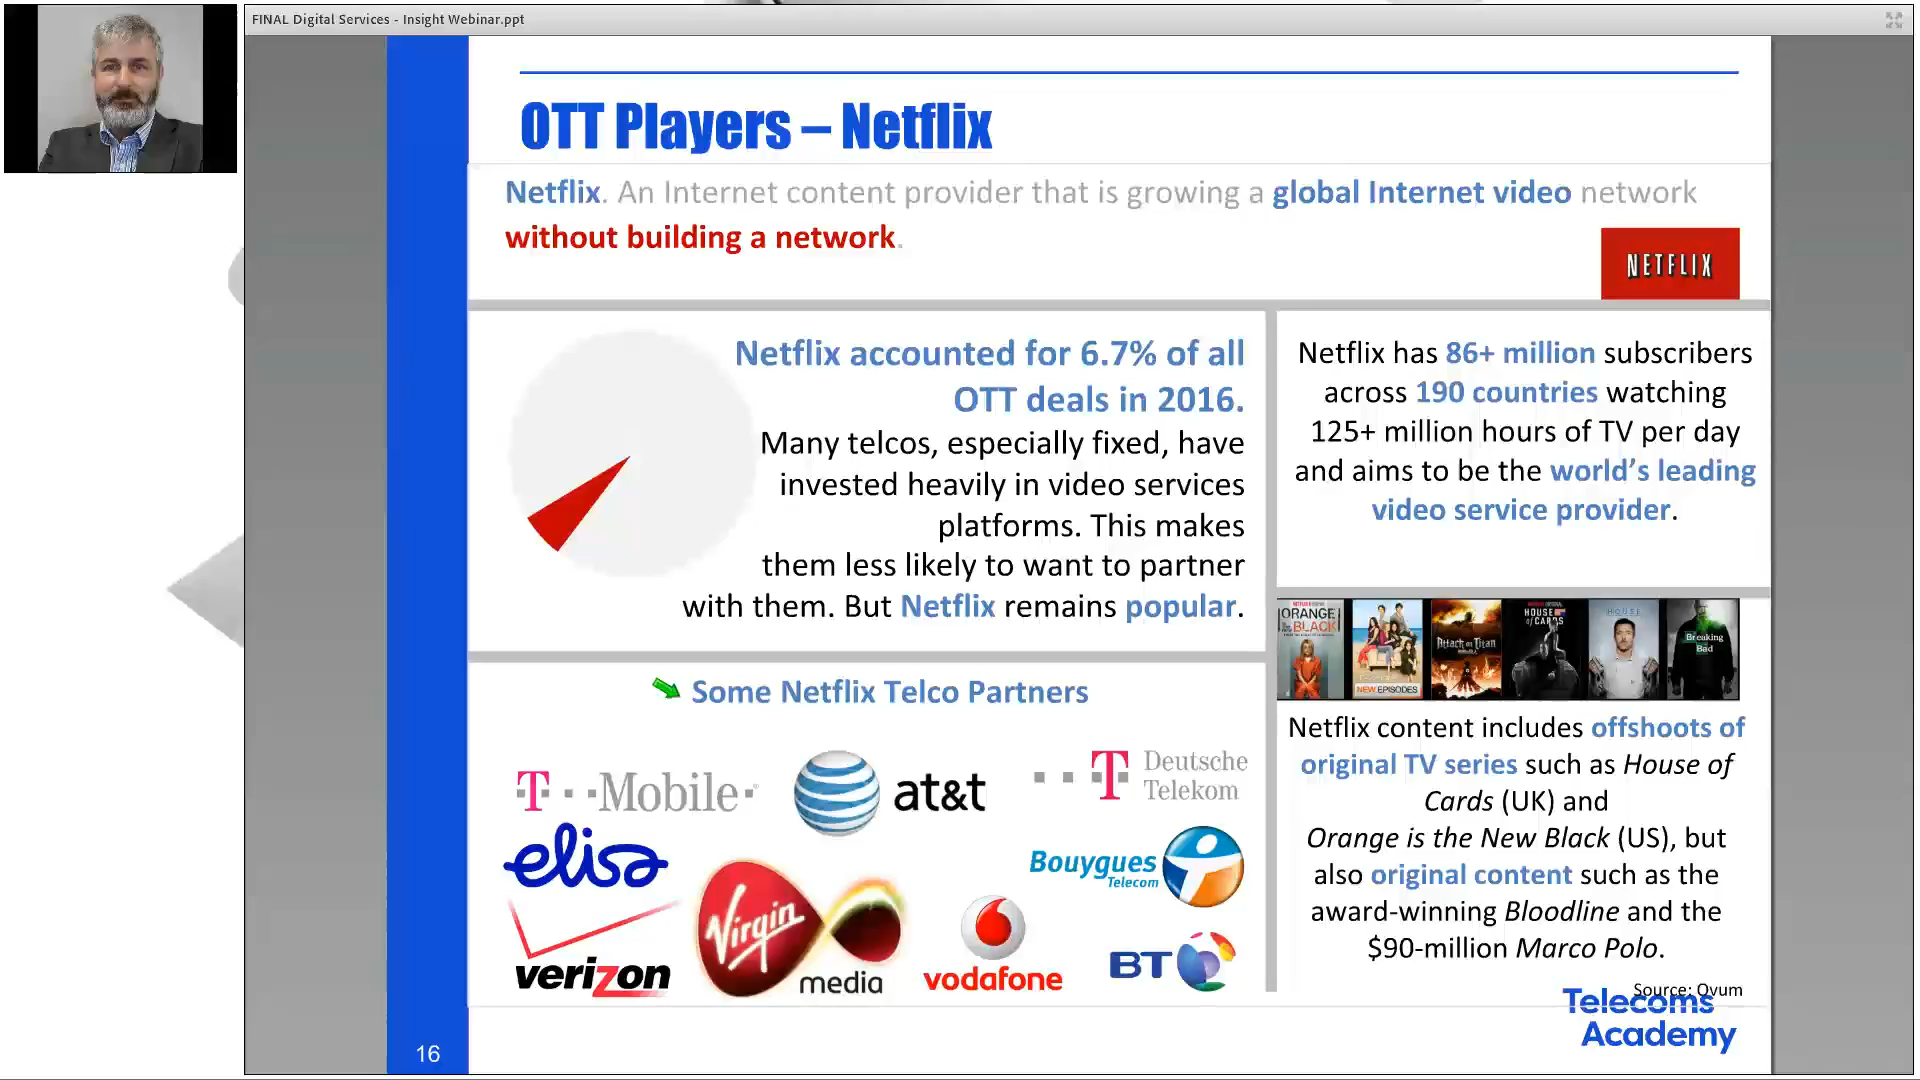 FINAL Digital Services - Insight Webinar.ppt
OTT Players – Netflix
Netflix. An Internet content provider that is growing a global Internet video network
without building a network.
NETFLIX
Netflix accounted for 6.7% of all
OTT deals in 2016.
Many telcos, especially fixed, have
invested heavily in video services
platforms. This makes
them less likely to want to partner
with them. But Netflix remains popular.
Netflix has 86+ million subscribers
across 190 countries watching
125+ million hours of TV per day
and aims to be the world's leading
video service provider.
ORANGE
BLACK
NEW EPISODES
Attack on Titan
HOUSE
of CARDS
HOUSE
Breaking
Bad
Netflix content includes offshoots of
original TV series such as House of
Cards (UK) and
Orange is the New Black (US), but
also original content such as the
award-winning Bloodline and the
$90-million Marco Polo.
Some Netflix Telco Partners
T··Mobile·
at&t
Deutsche
Telekom
elisa
Bouygues
Telecom
verizon
Virgin
media
vodafone
BT
Source: Ovum
Telecoms
Academy
16